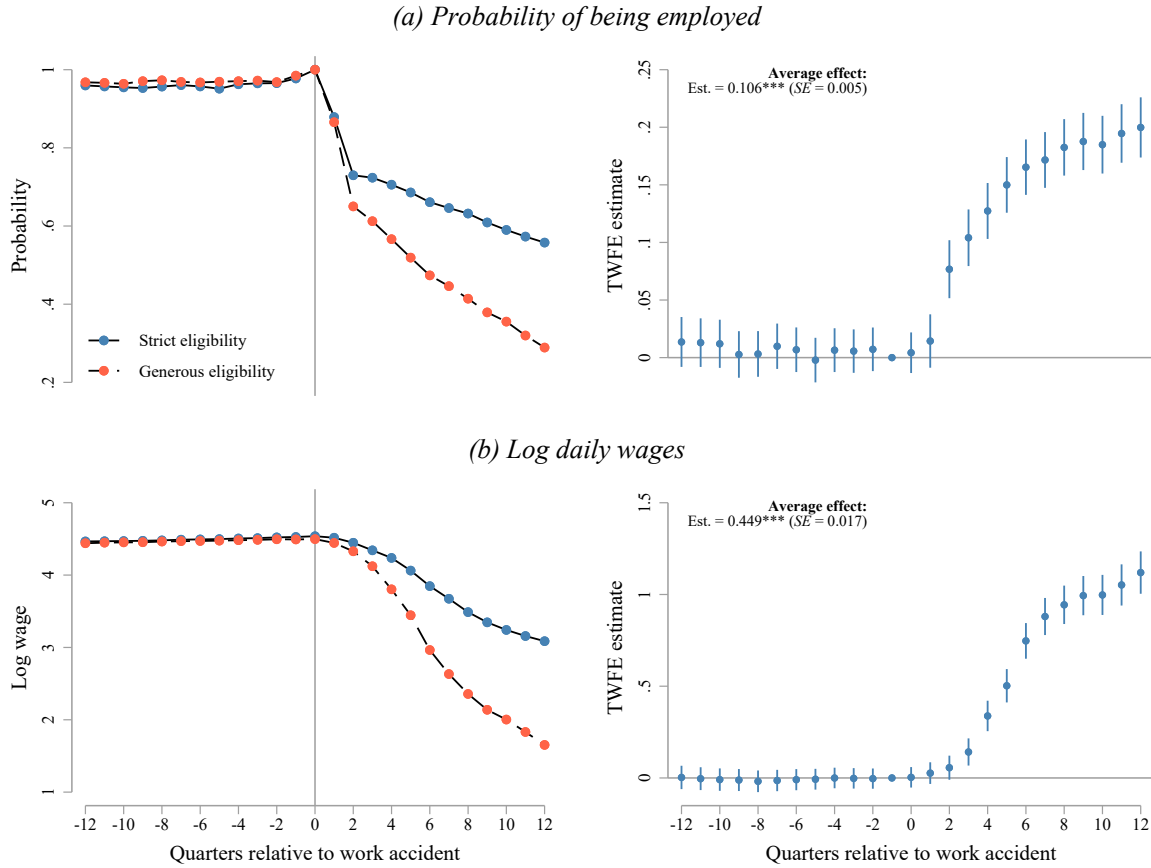 (a) Probability of being employed
Probability
1
.8
.6
.4
.2
Strict eligibility
Generous eligibility
TWFE estimate
.25
.2
.15
.1
.05
0
Average effect:
Est. = 0.106*** (SE = 0.005)
(b) Log daily wages
Log wage
5
4
3
2
1
-12 -10 -8 -6 -4 -2 0 2 4 6 8 10 12
Quarters relative to work accident
TWFE estimate
1.5
1
.5
0
Average effect:
Est. = 0.449*** (SE = 0.017)
-12 -10 -8 -6 -4 -2 0 2 4 6 8 10 12
Quarters relative to work accident